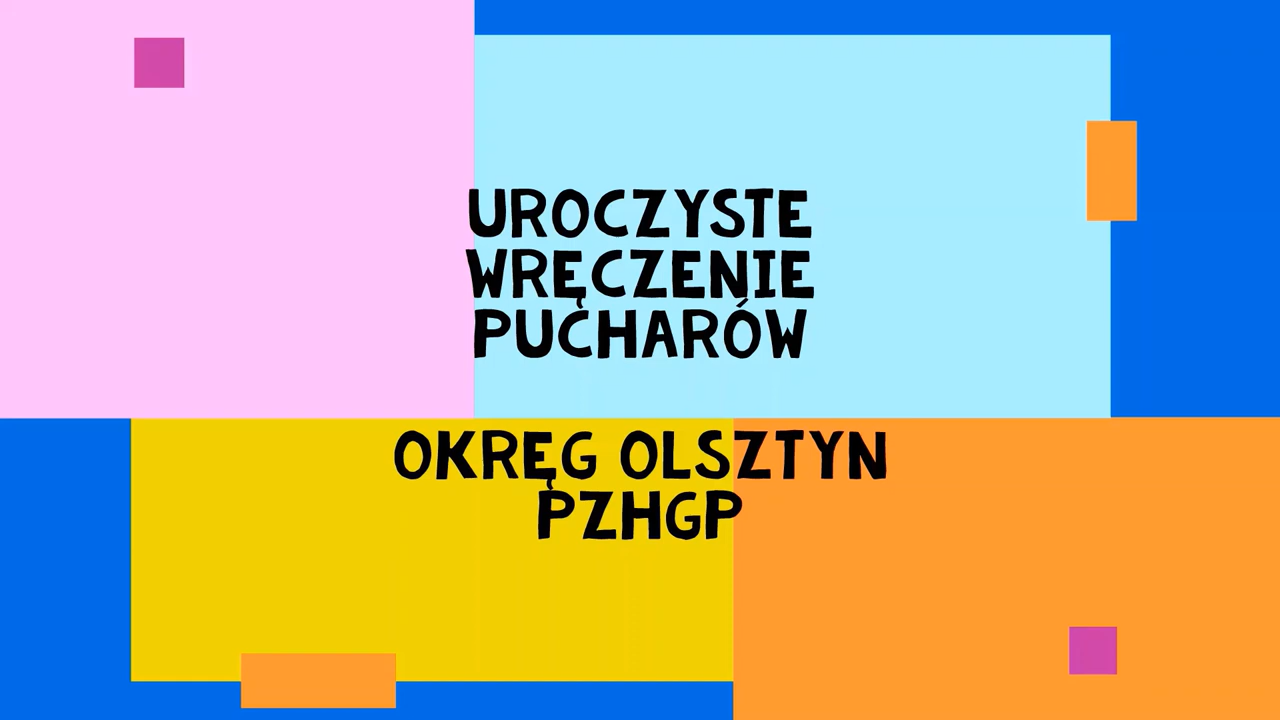 UROCZYSTE
WRĘCZENIE
PUCHARÓW
OKRĘG OLSZTYN
PZHGP